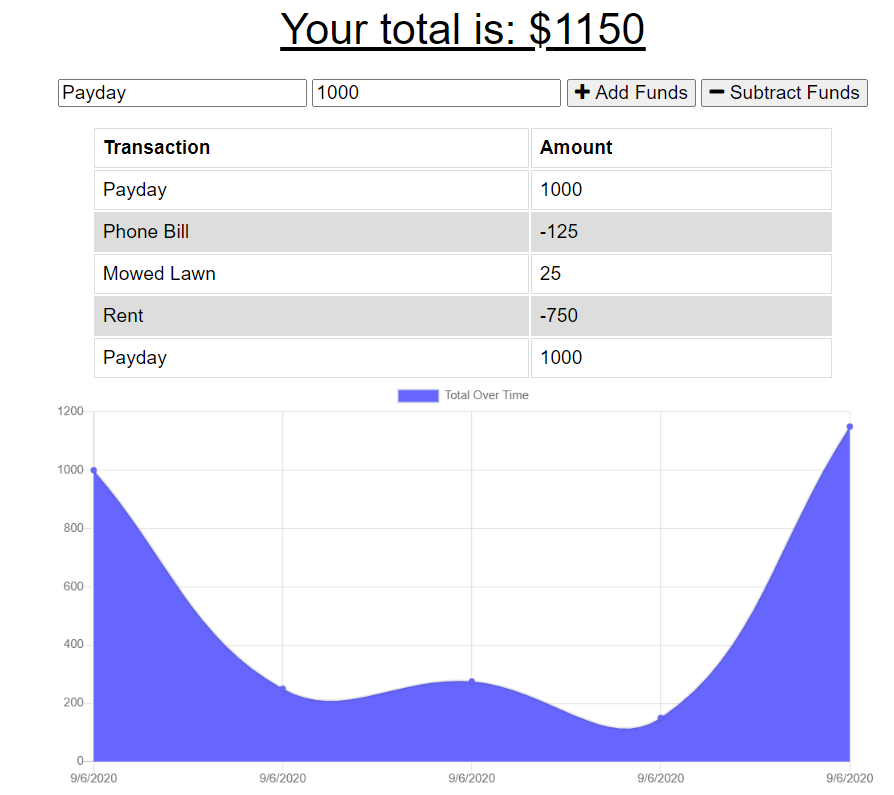 Your total is: $1150
Payday 1000 Add Funds Subtract Funds
Transaction Amount
Payday 1000
Phone Bill -125
Mowed Lawn 25
Rent -750
Payday 1000
Total Over Time
1200
1000
800
600
400
200
0
9/6/2020 9/6/2020 9/6/2020 9/6/2020 9/6/2020